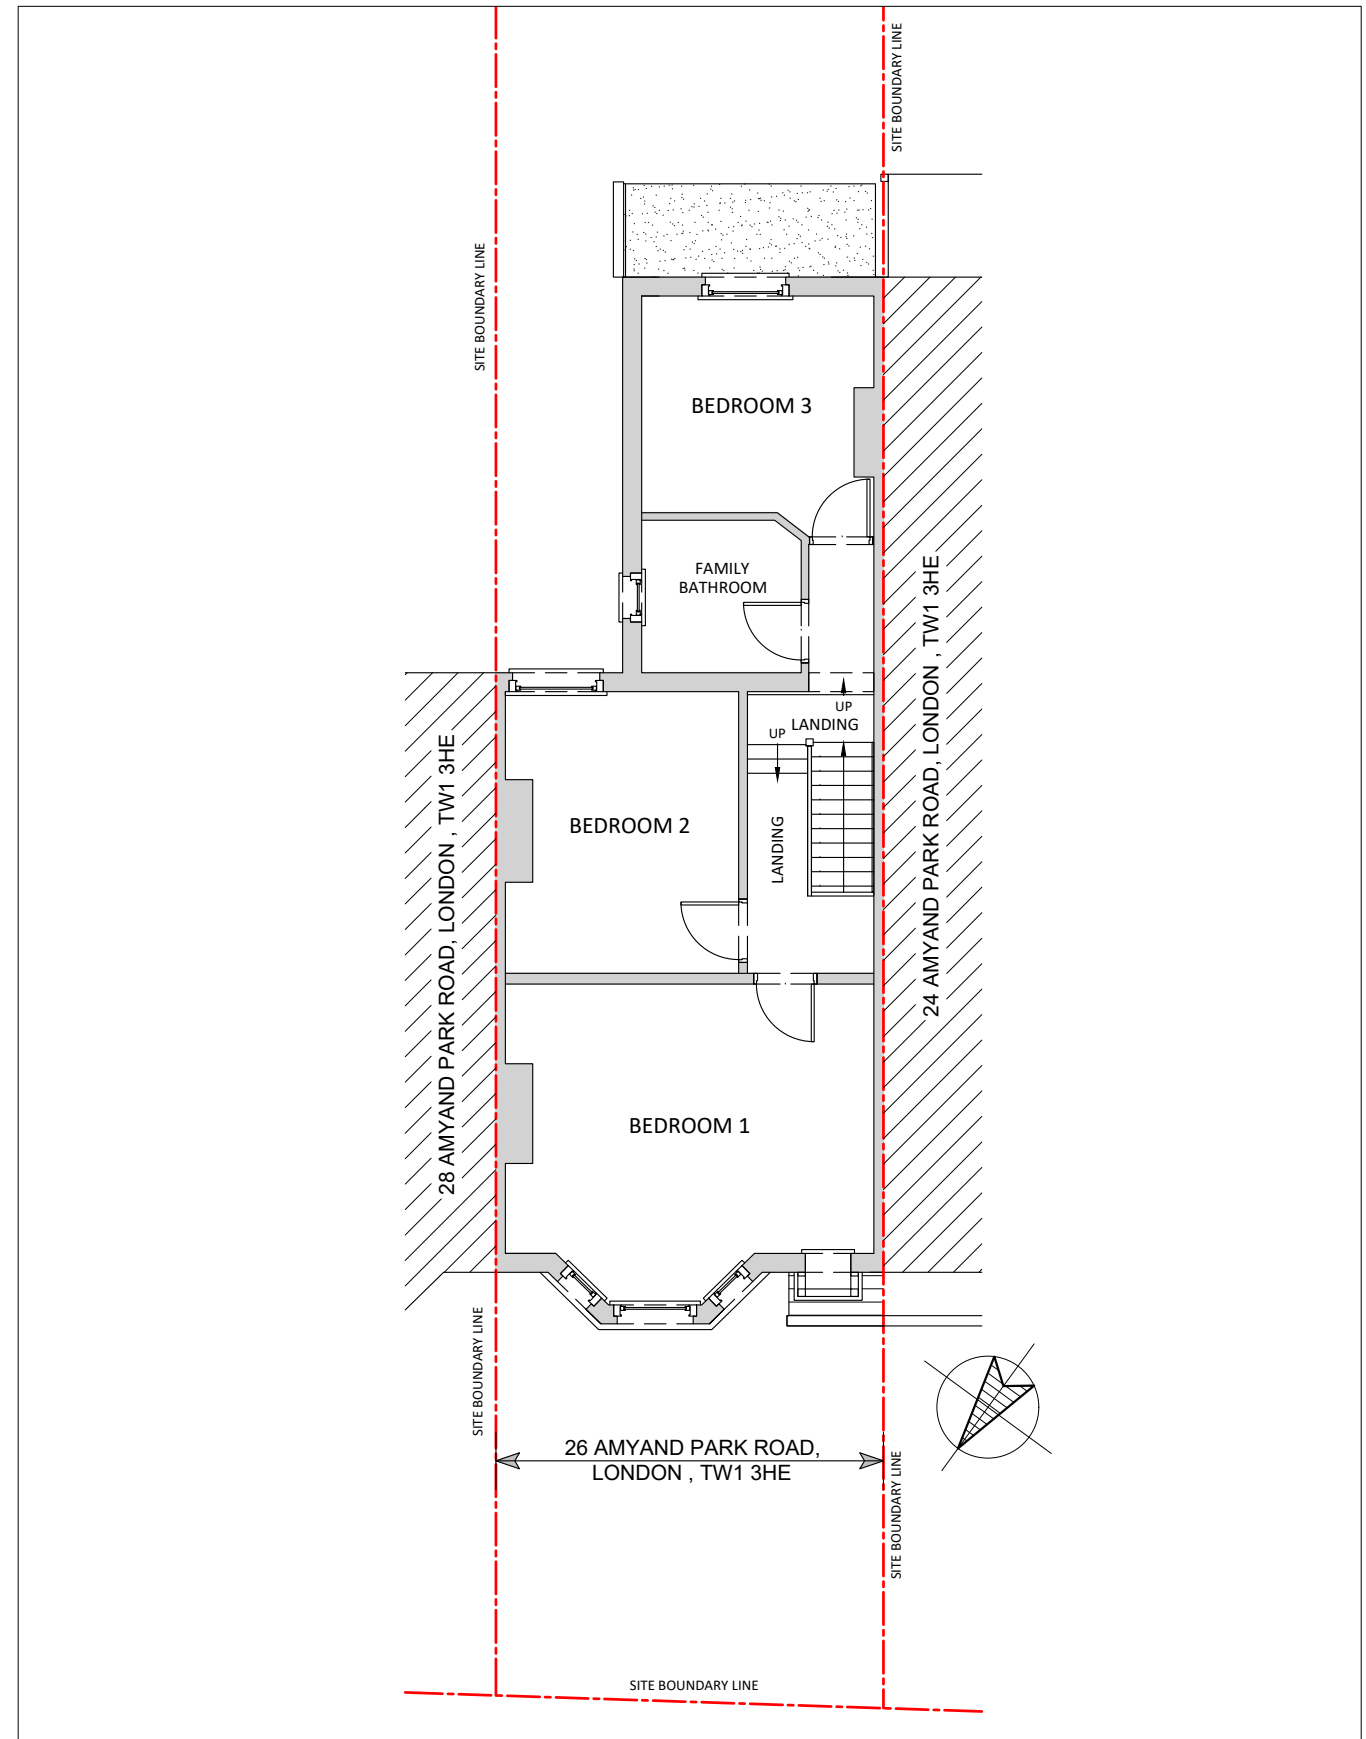 SITE BOUNDARY LINE
SITE BOUNDARY LINE
BEDROOM 3
FAMILY
BATHROOM
24 AMYAND PARK ROAD, LONDON , TW1 3HE
UP
LANDING
UP
28 AMYAND PARK ROAD, LONDON , TW1 3HE
BEDROOM 2
LANDING
BEDROOM 1
SITE BOUNDARY LINE
26 AMYAND PARK ROAD,
LONDON , TW1 3HE
SITE BOUNDARY LINE
SITE BOUNDARY LINE